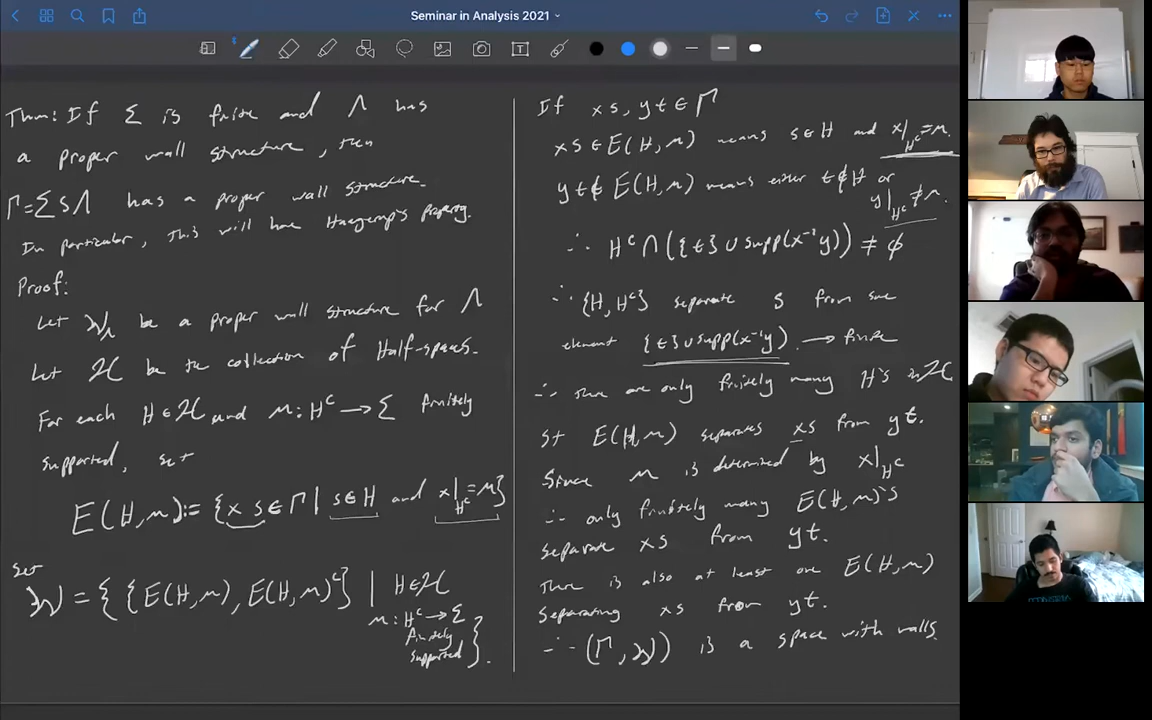 Seminar in Analysis 2021
Thm: If Σ is finite and Λ has
a proper wall structure, then
Γ = Σ ≀ Λ has a proper wall structure.
In particular, this will have Haagerup's property.
Proof:
Let 𝒲_Λ be a proper wall structure for Λ
Let ℋ be the collection of Half-spaces.
For each H ∈ ℋ and μ: H^c → Σ finitely
supported, set
E(H,μ) := {x s ∈ Γ | s ∈ H and x|_{H^c} = μ}
Set
𝒲 = { {E(H,μ), E(H,μ)^c} | H ∈ ℋ
μ: H^c → Σ
finitely
supported }.
If xs, yt ∈ Γ
xs ∈ E(H,μ) means s ∈ H and x|_{H^c} = μ.
yt ∉ E(H,μ) means either t ∉ H or
y|_{H^c} ≠ μ.
∴ H^c ∩ ({t} ∪ supp(x^{-1}y)) ≠ ∅
∴ {H, H^c} separate s from some
element {t} ∪ supp(x^{-1}y). → finite
∴ there are only finitely many H's in ℋ
st E(H,μ) separates xs from yt.
Since μ is determined by x|_{H^c}
∴ only finitely many E(H,μ)'s
separate xs from yt.
There is also at least one E(H,μ)
separating xs from yt.
∴ (Γ, 𝒲) is a space with walls.